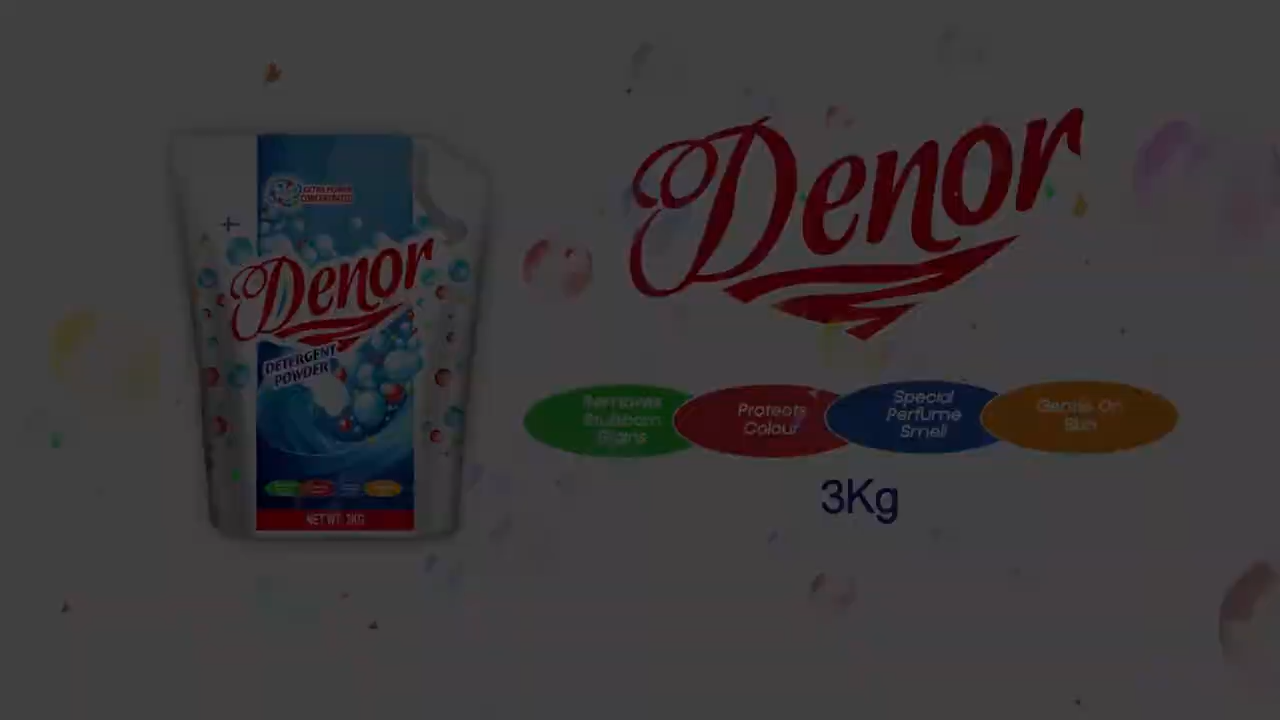 EXTRA POWER
CONCENTRATED
Denor
DETERGENT
POWDER
NET WT. 3KG
Denor
Removes
Stubborn
Stains
Protects
Colour
Special
Perfume
Smell
Gentle On
Skin
3Kg